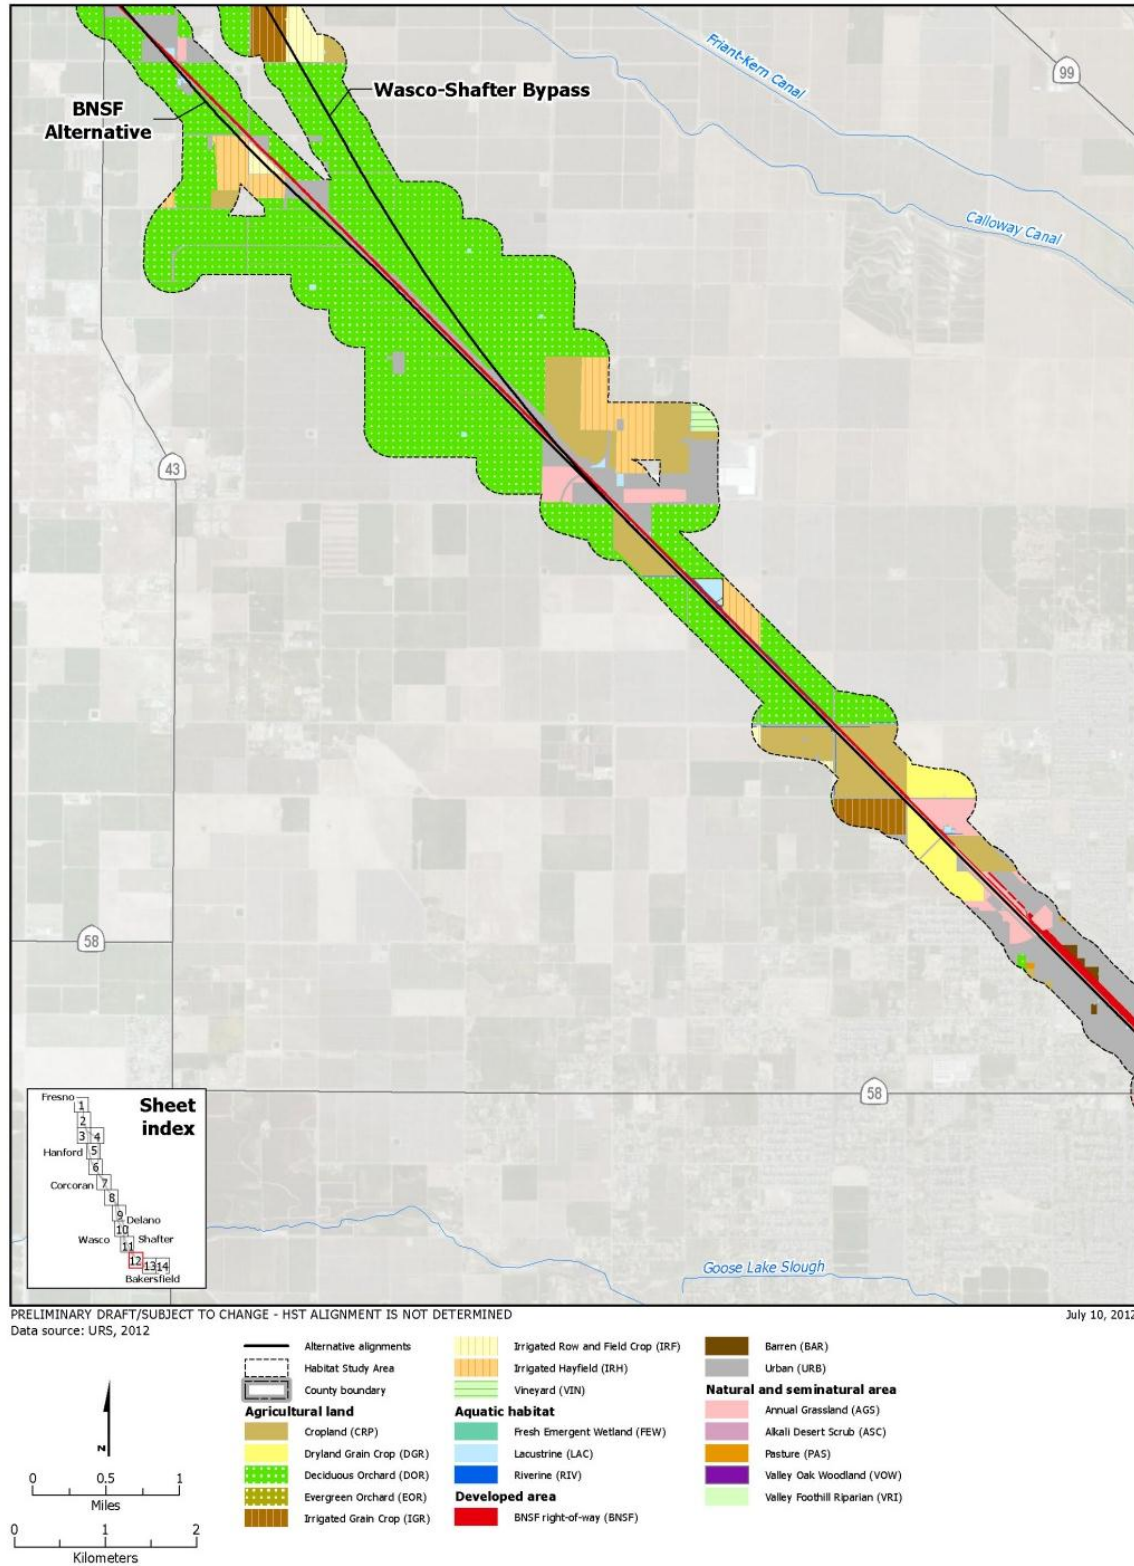 Friant-Kern Canal
99
Wasco-Shafter Bypass
BNSF
Alternative
Calloway Canal
43
58
58
Sheet
index
Fresno
1
2
3 4
Hanford 5
6
Corcoran 7
8
9
Delano
10
Wasco Shafter
11
12 13 14
Bakersfield
Goose Lake Slough
PRELIMINARY DRAFT/SUBJECT TO CHANGE - HST ALIGNMENT IS NOT DETERMINED
July 10, 2012
Data source: URS, 2012
N
0 0.5 1
Miles
0 1 2
Kilometers
Alternative alignments
Habitat Study Area
County boundary
Agricultural land
Cropland (CRP)
Dryland Grain Crop (DGR)
Deciduous Orchard (DOR)
Evergreen Orchard (EOR)
Irrigated Grain Crop (IGR)
Irrigated Row and Field Crop (IRF)
Irrigated Hayfield (IRH)
Vineyard (VIN)
Aquatic habitat
Fresh Emergent Wetland (FEW)
Lacustrine (LAC)
Riverine (RIV)
Developed area
BNSF right-of-way (BNSF)
Barren (BAR)
Urban (URB)
Natural and seminatural area
Annual Grassland (AGS)
Alkali Desert Scrub (ASC)
Pasture (PAS)
Valley Oak Woodland (VOW)
Valley Foothill Riparian (VRI)